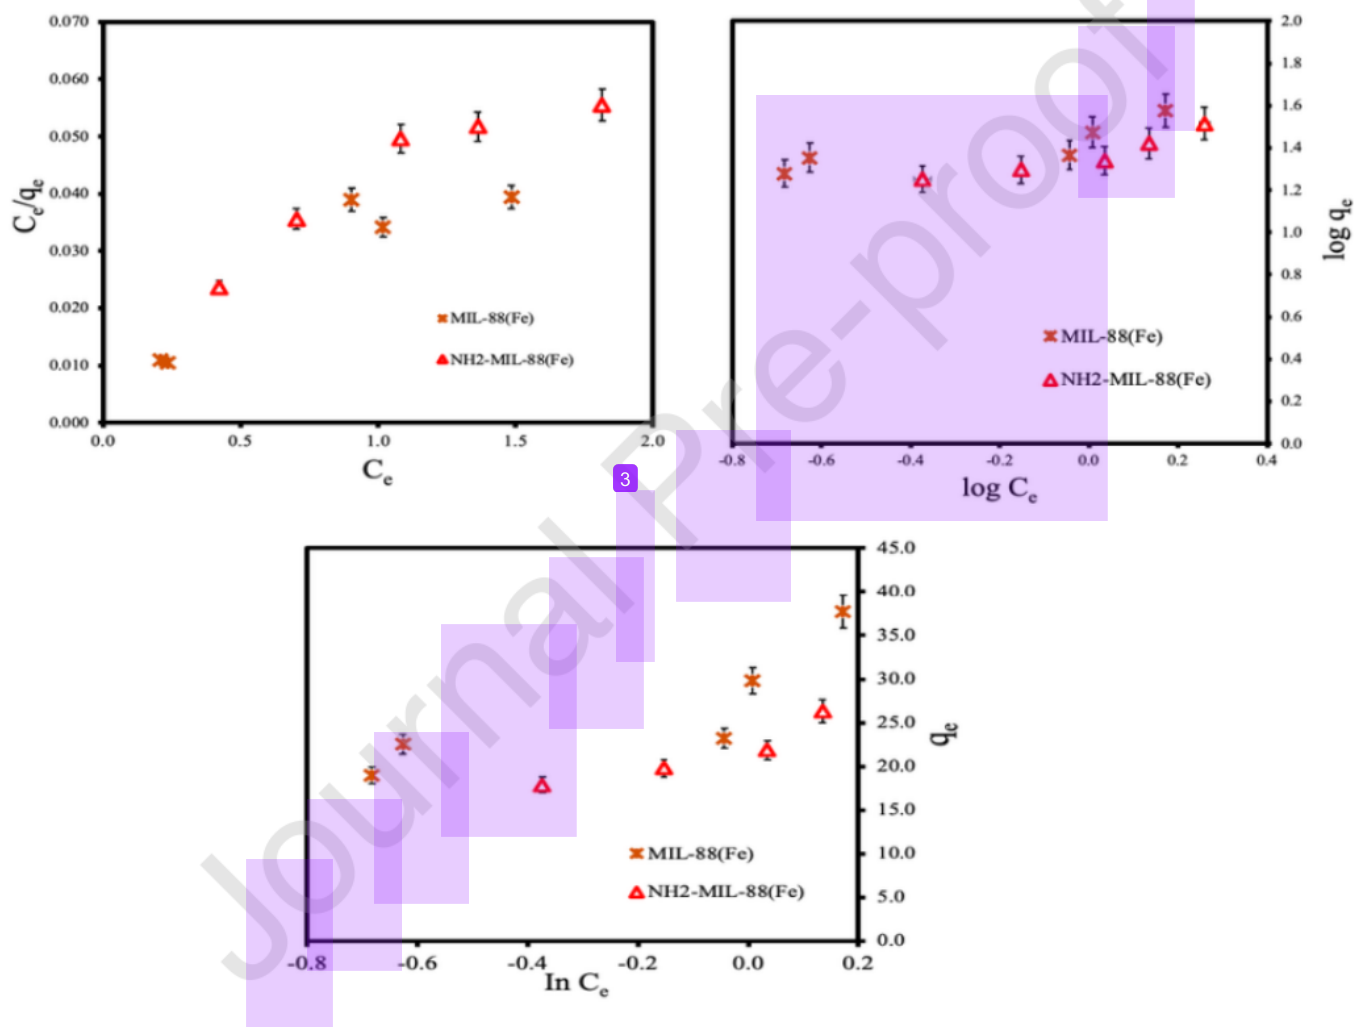 0.070
0.060
0.050
0.040
0.030
0.020
0.010
0.000
Ce/qe
MIL-88(Fe)
NH2-MIL-88(Fe)
0.0 0.5 1.0 1.5 2.0
Ce
2.0
1.8
1.6
1.4
1.2
1.0
0.8
0.6
0.4
0.2
0.0
log qe
MIL-88(Fe)
NH2-MIL-88(Fe)
-0.8 -0.6 -0.4 -0.2 0.0 0.2 0.4
log Ce
3
45.0
40.0
35.0
30.0
25.0
20.0
15.0
10.0
5.0
0.0
qe
MIL-88(Fe)
NH2-MIL-88(Fe)
-0.8 -0.6 -0.4 -0.2 0.0 0.2
In Ce
Journal Pre-proof